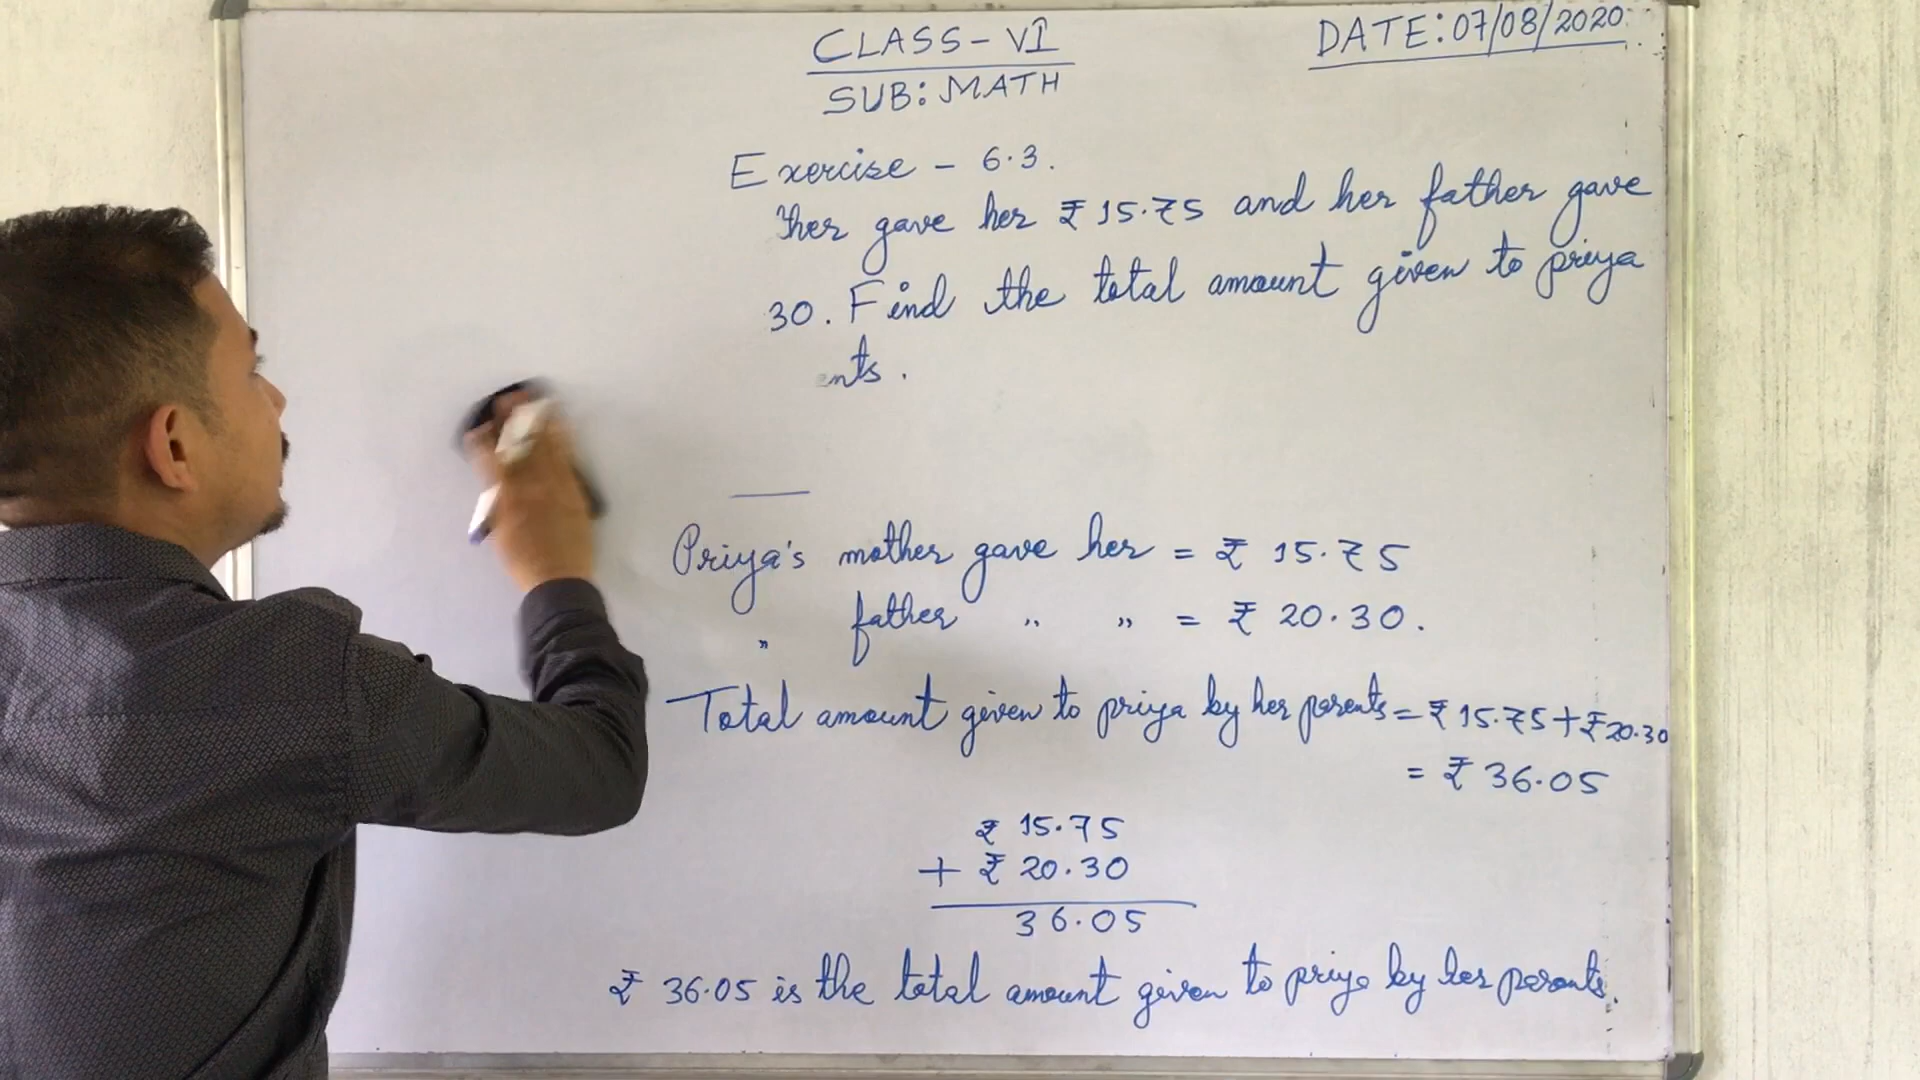 CLASS-VI
DATE: 07/08/2020
SUB: MATH
Exercise - 6.3.
ther gave her ₹ 15.75 and her father gave
30. Find the total amount given to priya
ents.
Priya's mother gave her = ₹ 15.75
" father " " = ₹ 20.30.
Total amount given to priya by her parents = ₹ 15.75 + ₹ 20.30
= ₹ 36.05
₹ 15.75
+ ₹ 20.30
36.05
₹ 36.05 is the total amount given to priya by her parents.